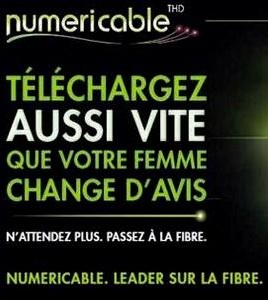 numericable
THD
TÉLÉCHARGEZ
AUSSI VITE
QUE VOTRE FEMME
CHANGE D'AVIS
N'ATTENDEZ PLUS. PASSEZ À LA FIBRE.
NUMERICABLE. LEADER SUR LA FIBRE.